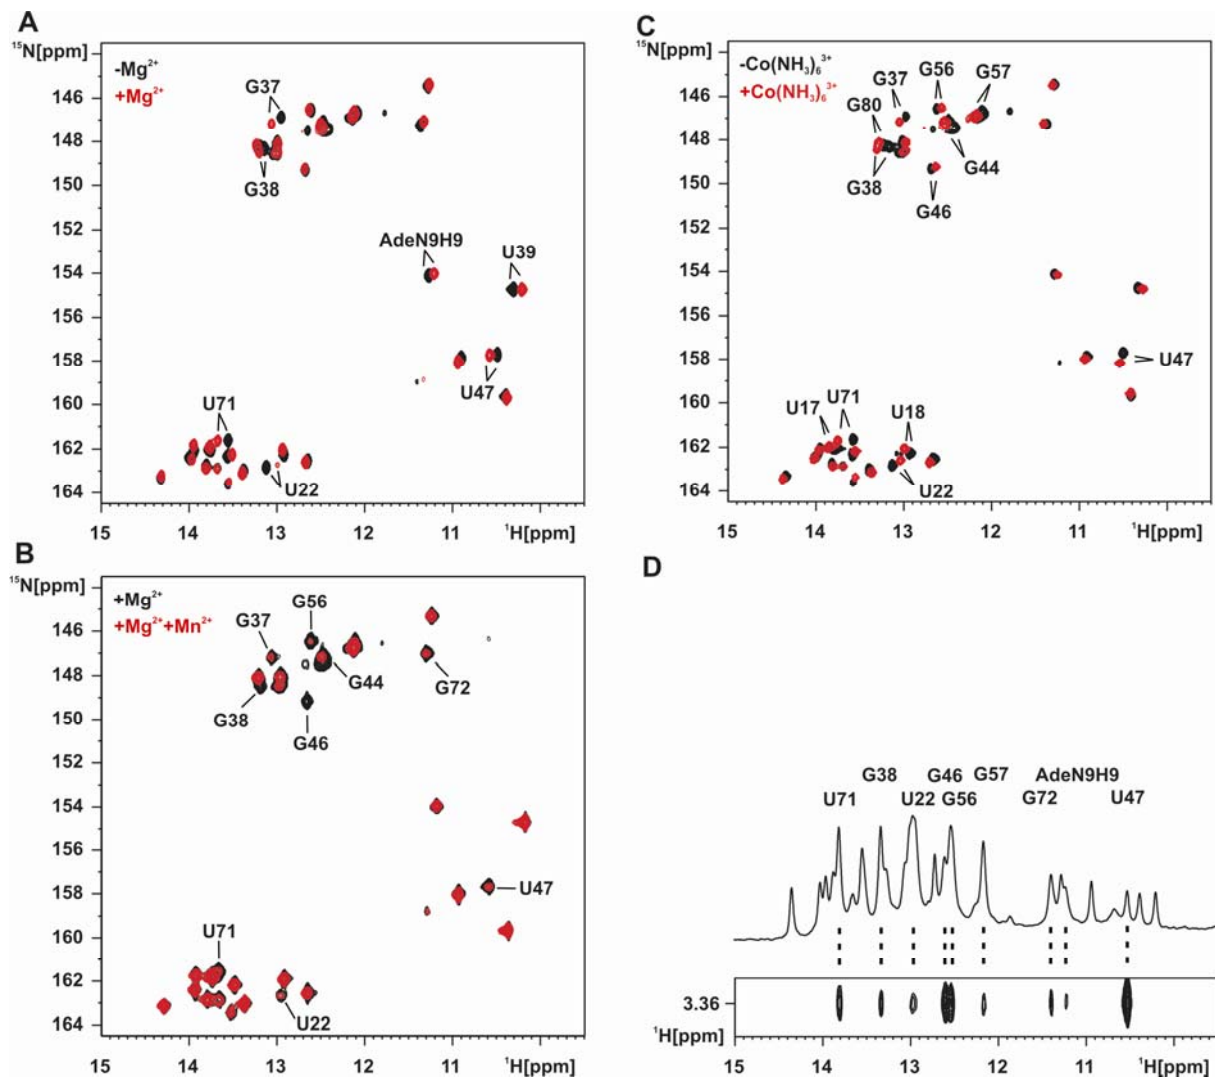 A
¹⁵N[ppm]
-Mg²⁺
+Mg²⁺
G37
G38
AdeN9H9
U39
U47
U71
U22
146
148
150
152
154
156
158
160
162
164
15 14 13 12 11 ¹H[ppm]
B
¹⁵N[ppm]
+Mg²⁺
+Mg²⁺+Mn²⁺
G56
G37
G44
G72
G38
G46
U47
U71
U22
146
148
150
152
154
156
158
160
162
164
15 14 13 12 11 ¹H[ppm]
C
¹⁵N[ppm]
-Co(NH₃)₆³⁺
+Co(NH₃)₆³⁺
G37 G56 G57
G80
G38
G44
G46
U47
U71
U17 U18
U22
146
148
150
152
154
156
158
160
162
164
15 14 13 12 11 ¹H[ppm]
D
G38 G46 G57 AdeN9H9
U71 U22 G56 G72 U47
3.36
¹H[ppm]
15 14 13 12 11 ¹H[ppm]